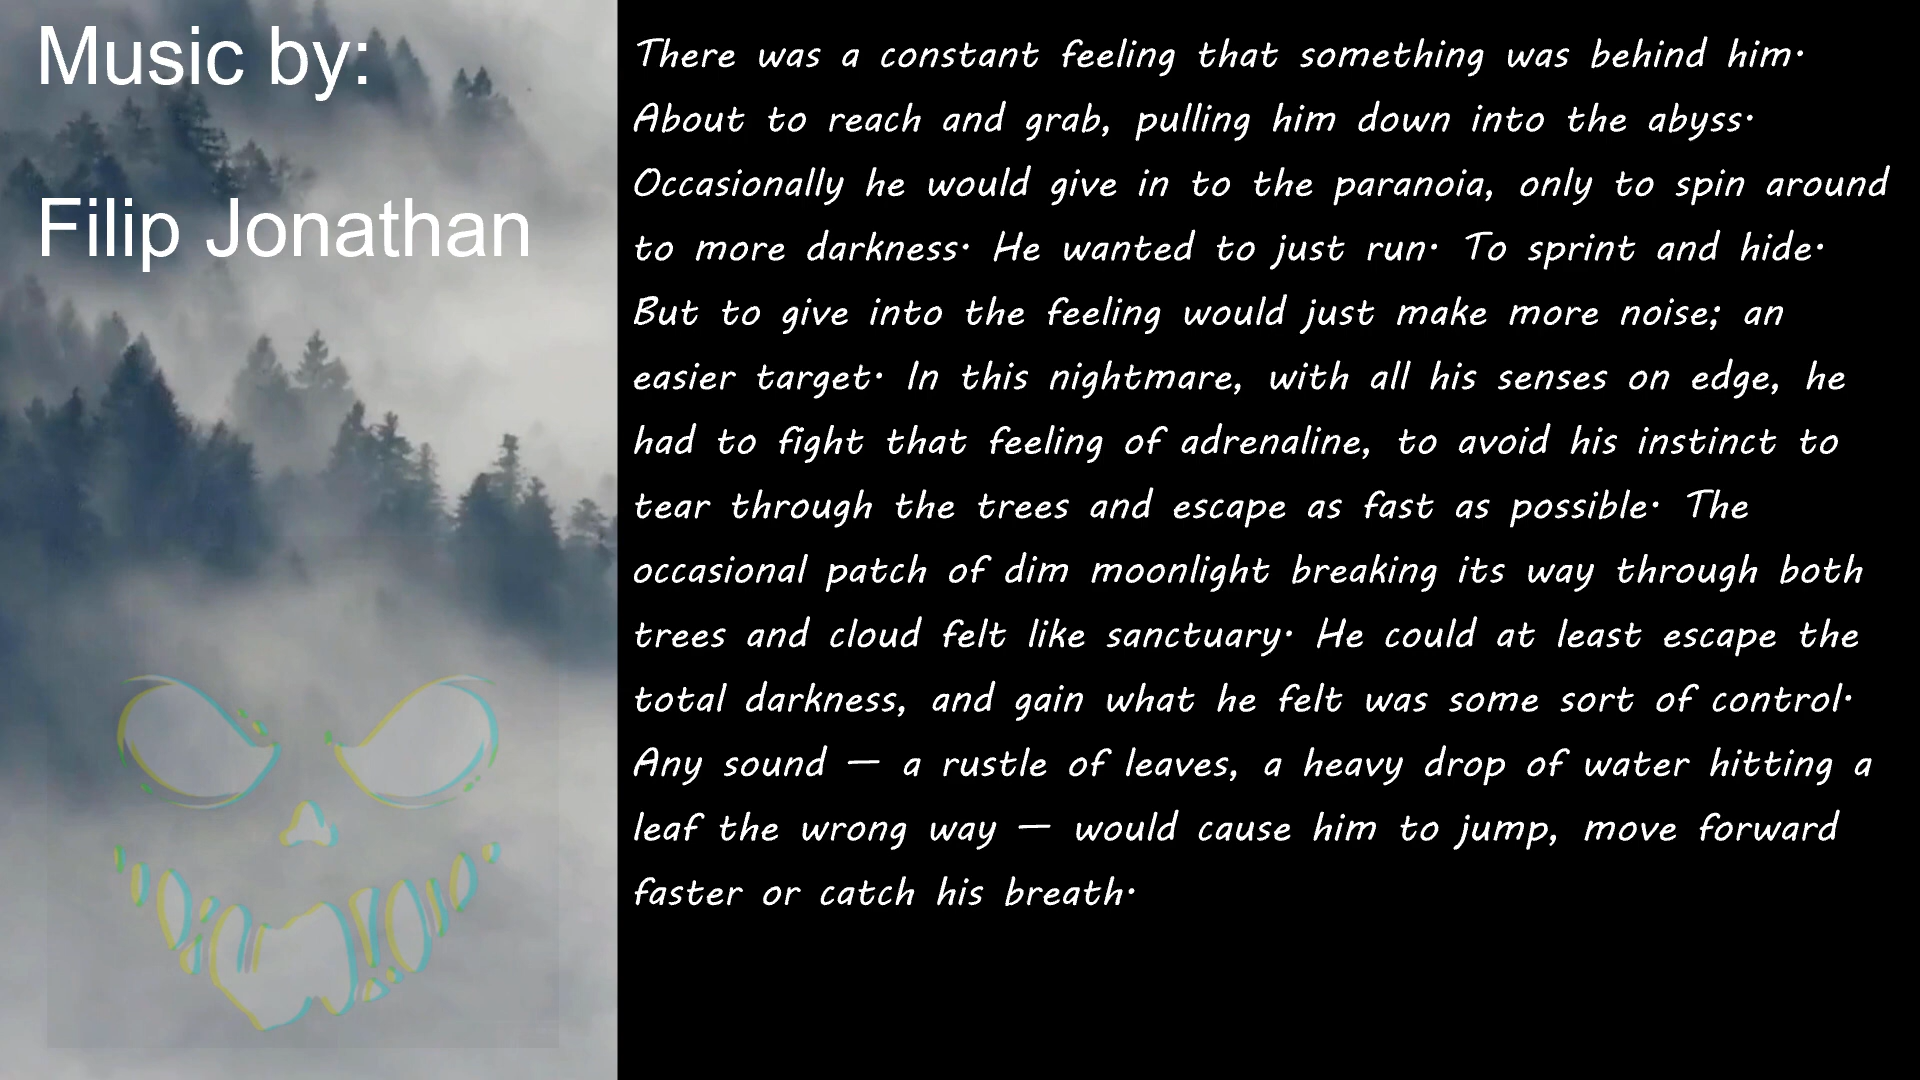 Music by:
Filip Jonathan
There was a constant feeling that something was behind him.
About to reach and grab, pulling him down into the abyss.
Occasionally he would give in to the paranoia, only to spin around
to more darkness. He wanted to just run. To sprint and hide.
But to give into the feeling would just make more noise; an
easier target. In this nightmare, with all his senses on edge, he
had to fight that feeling of adrenaline, to avoid his instinct to
tear through the trees and escape as fast as possible. The
occasional patch of dim moonlight breaking its way through both
trees and cloud felt like sanctuary. He could at least escape the
total darkness, and gain what he felt was some sort of control.
Any sound — a rustle of leaves, a heavy drop of water hitting a
leaf the wrong way — would cause him to jump, move forward
faster or catch his breath.